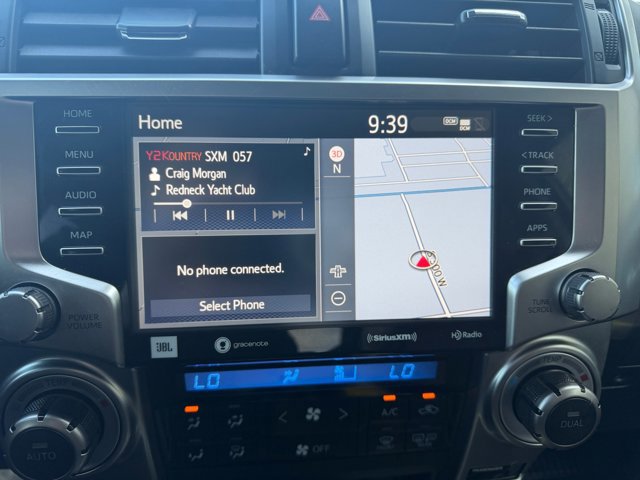 HOME
MENU
AUDIO
MAP
POWER
VOLUME
Home
9:39
DCM
DCM
Y2KOUNTRY SXM 057
Craig Morgan
Redneck Yacht Club
No phone connected.
Select Phone
3D
N
SEEK >
< TRACK
PHONE
APPS
TUNE
SCROLL
JBL
gracenote
((SiriusXM))
HD Radio
LO
LO
AUTO
A/C
OFF
DUAL